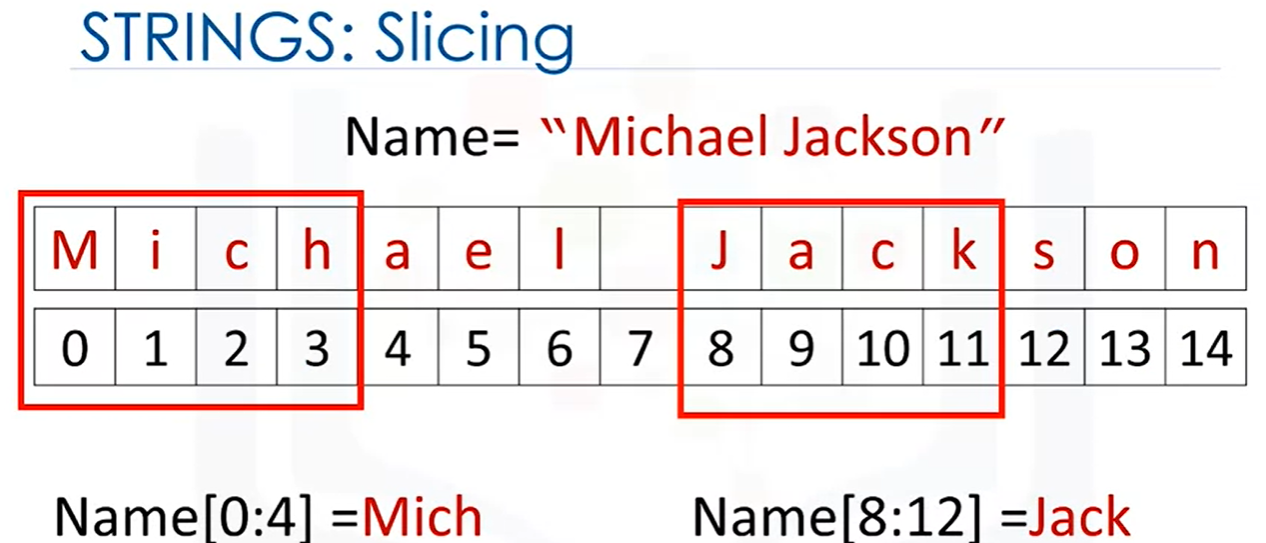 STRINGS: Slicing
Name= “Michael Jackson”
M i c h a e l J a c k s o n
0 1 2 3 4 5 6 7 8 9 10 11 12 13 14
Name[0:4] =Mich Name[8:12] =Jack